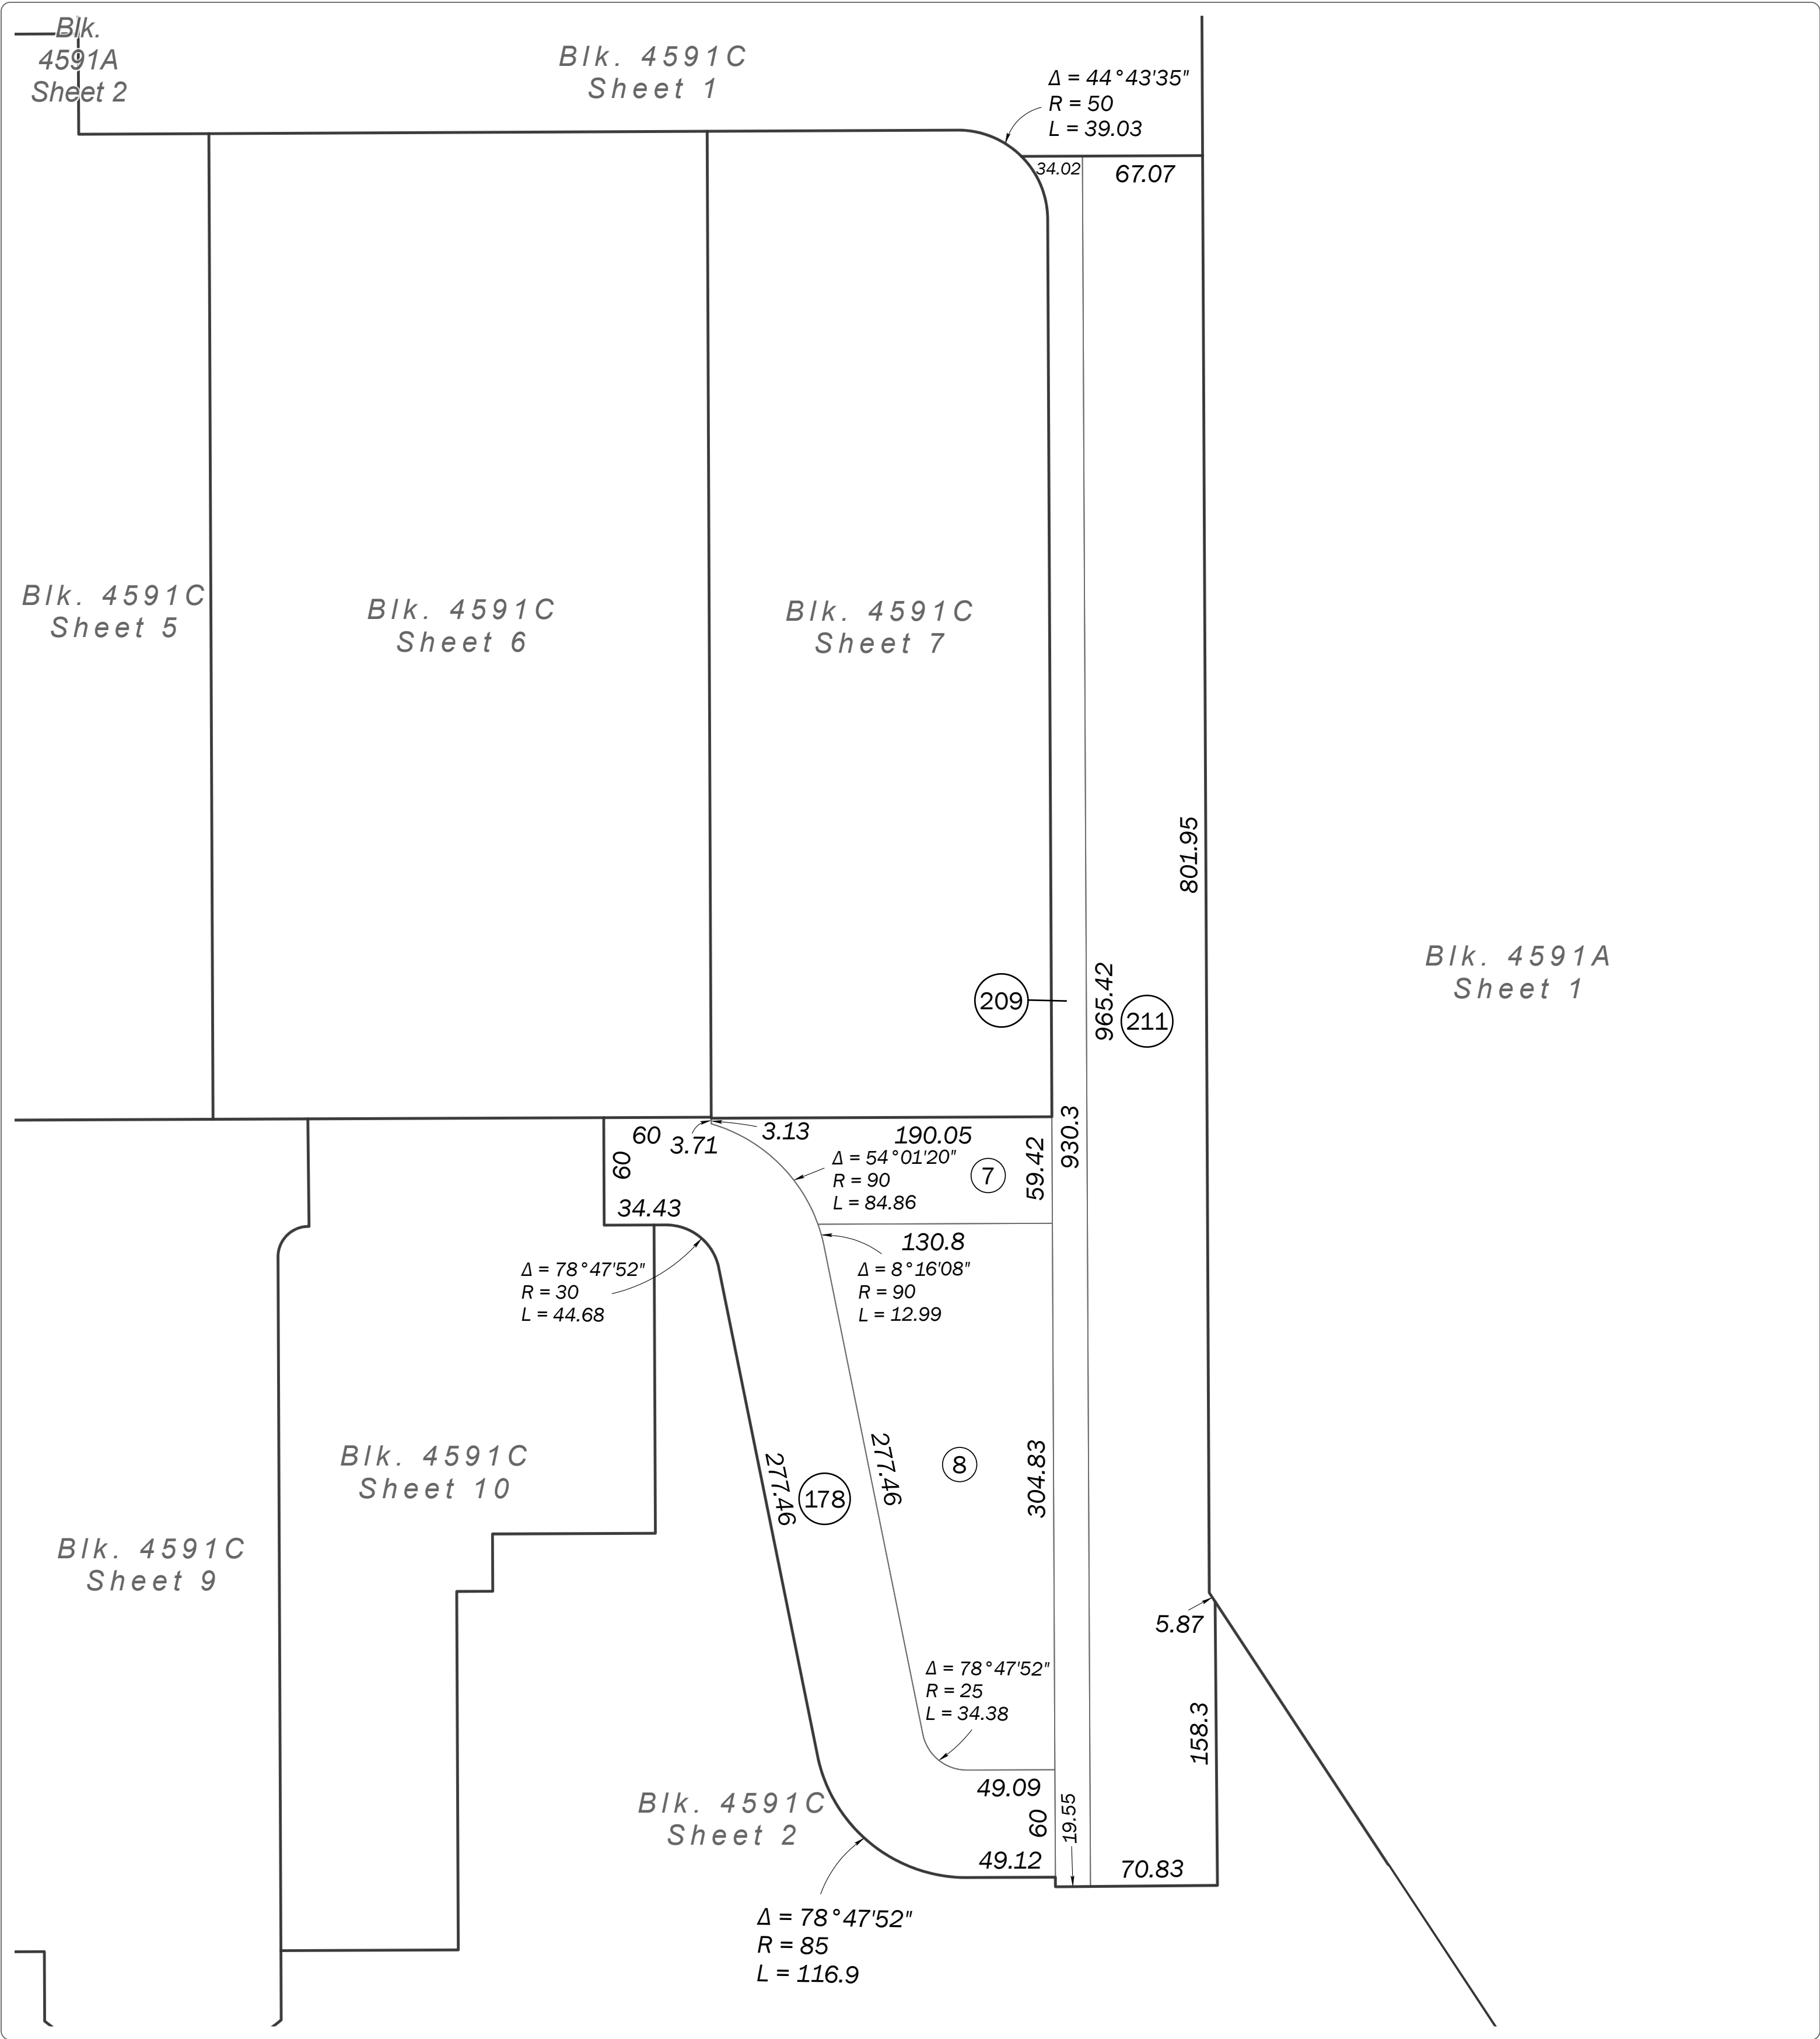 Blk.
4591A
Sheet 2
Blk. 4591C
Sheet 1
Δ = 44°43'35"
R = 50
L = 39.03
34.02
67.07
Blk. 4591C
Sheet 5
Blk. 4591C
Sheet 6
Blk. 4591C
Sheet 7
801.95
Blk. 4591A
Sheet 1
209
965.42
211
930.3
60
3.71
3.13
190.05
60
Δ = 54°01'20"
R = 90
L = 84.86
7
59.42
34.43
130.8
Δ = 78°47'52"
R = 30
L = 44.68
Δ = 8°16'08"
R = 90
L = 12.99
Blk. 4591C
Sheet 10
277.46
178
277.46
8
304.83
Blk. 4591C
Sheet 9
5.87
Δ = 78°47'52"
R = 25
L = 34.38
158.3
49.09
Blk. 4591C
Sheet 2
60
19.55
49.12
70.83
Δ = 78°47'52"
R = 85
L = 116.9